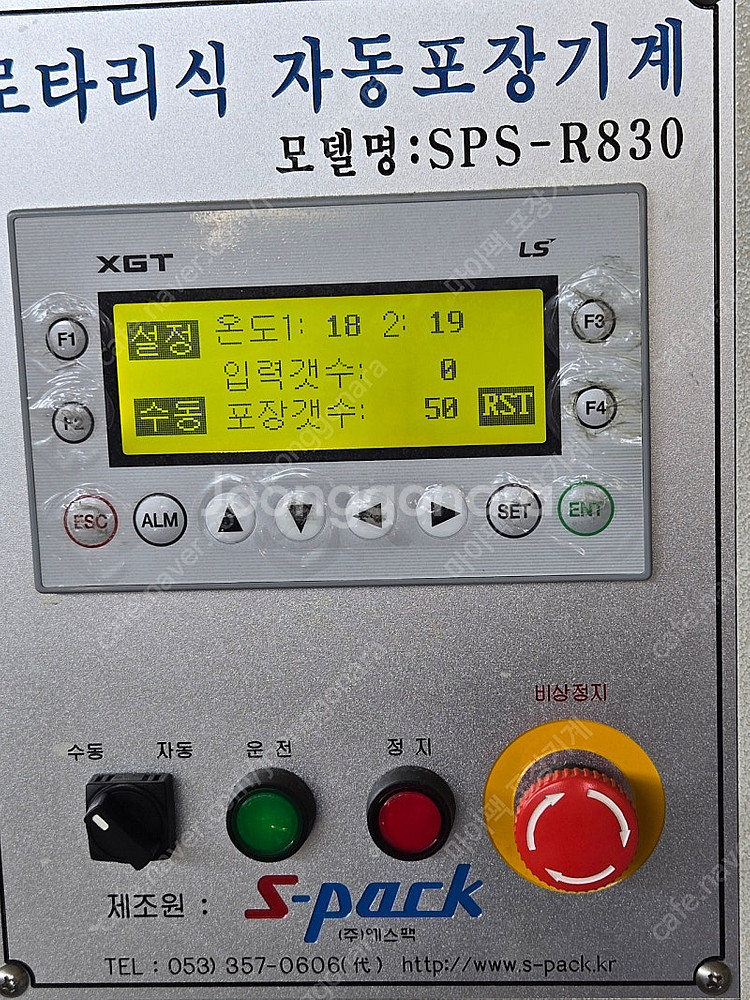 로타리식 자동포장기계
모델명:SPS-R830
XGT LS
F1 설정 온도1: 18 2: 19 F3
입력갯수: 0
F2 수동 포장갯수: 50 RST F4
ESC ALM ▲ ▼ ◀ ▶ SET ENT
비상정지
수동 자동 운전 정지
제조원 : S-pack
(주)에스팩
TEL : 053) 357-0606(代) http://www.s-pack.kr
Joonggonara